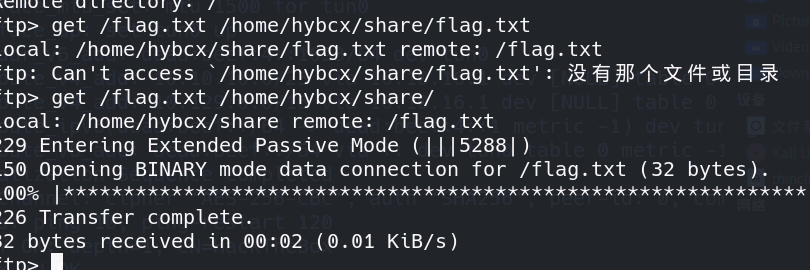 Remote directory: /
ftp> get /flag.txt /home/hybcx/share/flag.txt
local: /home/hybcx/share/flag.txt remote: /flag.txt
ftp: Can't access `/home/hybcx/share/flag.txt': 没有那个文件或目录
ftp> get /flag.txt /home/hybcx/share/
local: /home/hybcx/share remote: /flag.txt
229 Entering Extended Passive Mode (|||5288|)
150 Opening BINARY mode data connection for /flag.txt (32 bytes).
100% |**************************************************************
226 Transfer complete.
32 bytes received in 00:02 (0.01 KiB/s)
ftp>